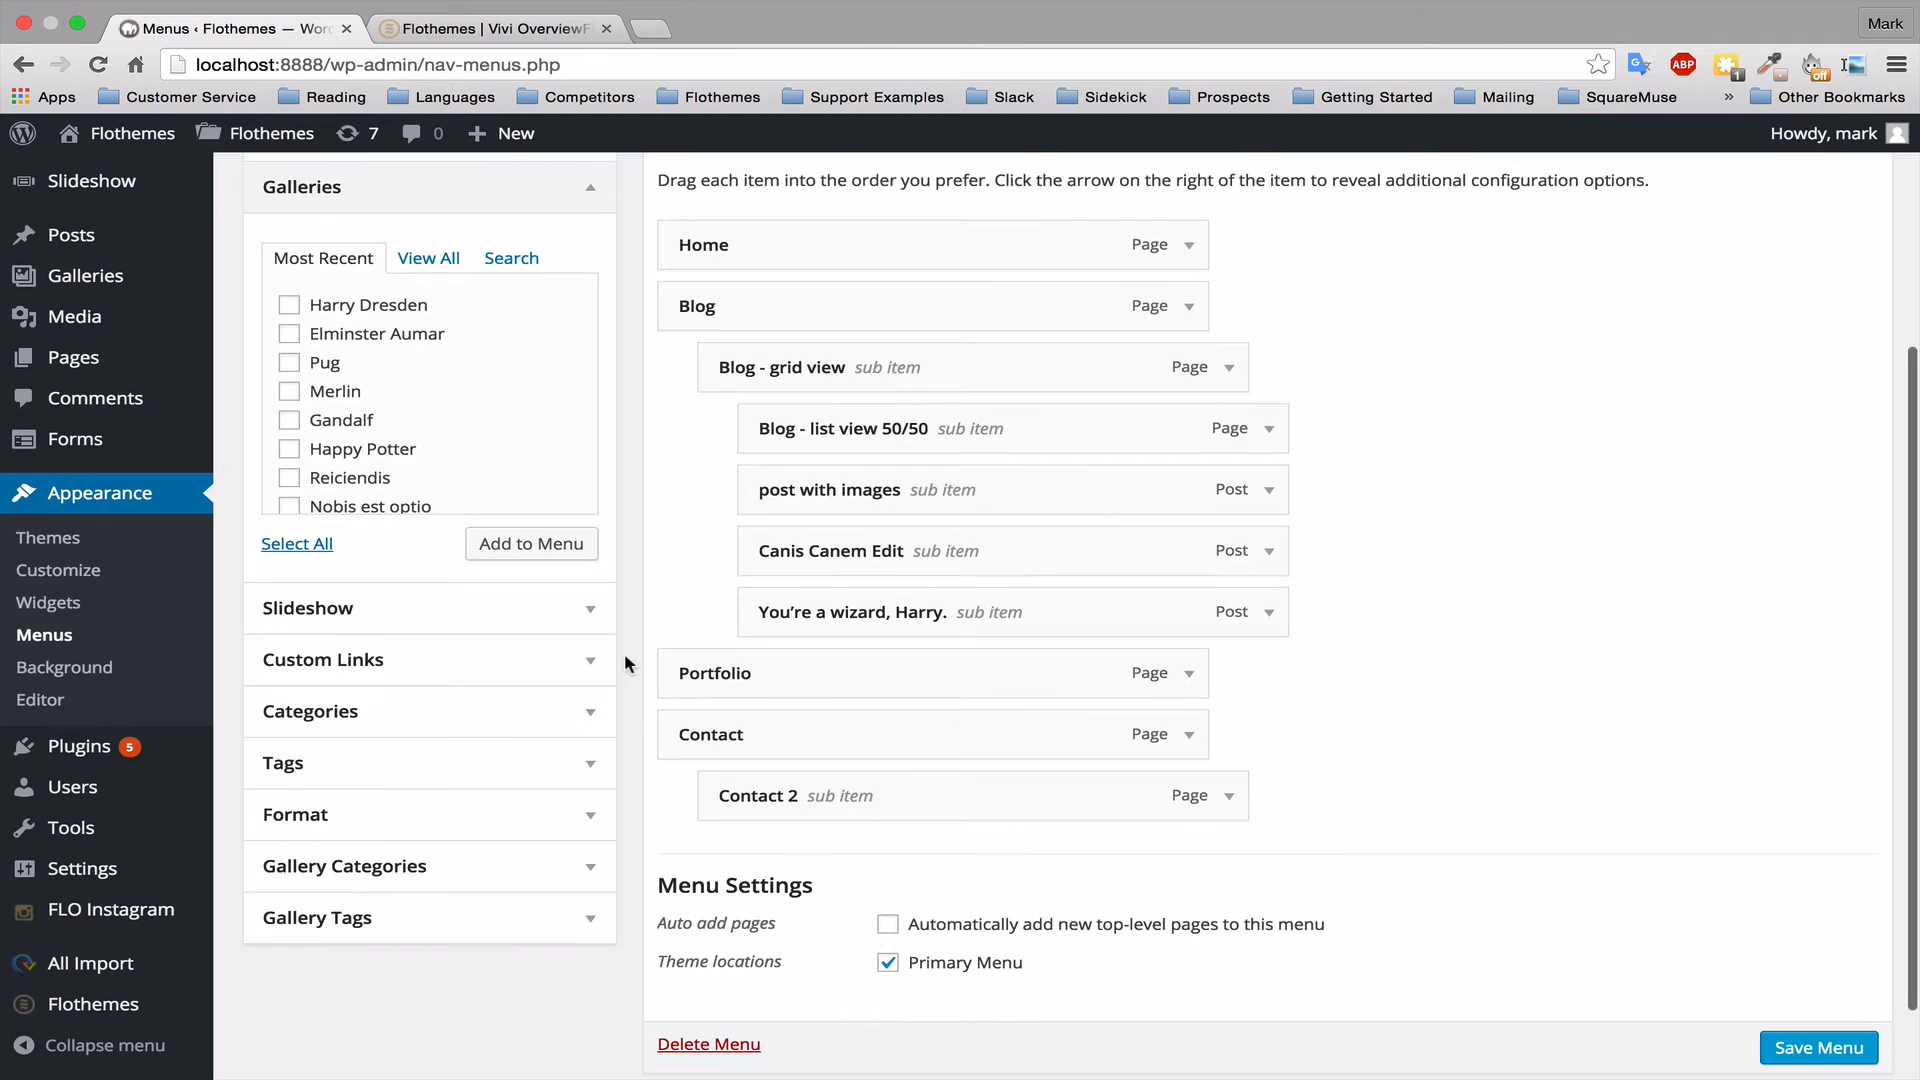 Menus ‹ Flothemes — Wor
Flothemes | Vivi OverviewF
Mark
localhost:8888/wp-admin/nav-menus.php
ABP
1
off
Apps
Customer Service
Reading
Languages
Competitors
Flothemes
Support Examples
Slack
Sidekick
Prospects
Getting Started
Mailing
SquareMuse
»
Other Bookmarks
Flothemes
Flothemes
7
0
New
Howdy, mark
Slideshow
Posts
Galleries
Media
Pages
Comments
Forms
Appearance
Themes
Customize
Widgets
Menus
Background
Editor
Plugins 5
Users
Tools
Settings
FLO Instagram
All Import
Flothemes
Collapse menu
Galleries
Most Recent
View All
Search
Harry Dresden
Elminster Aumar
Pug
Merlin
Gandalf
Happy Potter
Reiciendis
Nobis est optio
Select All
Add to Menu
Slideshow
Custom Links
Categories
Tags
Format
Gallery Categories
Gallery Tags
Drag each item into the order you prefer. Click the arrow on the right of the item to reveal additional configuration options.
Home Page
Blog Page
Blog - grid view sub item Page
Blog - list view 50/50 sub item Page
post with images sub item Post
Canis Canem Edit sub item Post
You’re a wizard, Harry. sub item Post
Portfolio Page
Contact Page
Contact 2 sub item Page
Menu Settings
Auto add pages
Automatically add new top-level pages to this menu
Theme locations
Primary Menu
Delete Menu
Save Menu